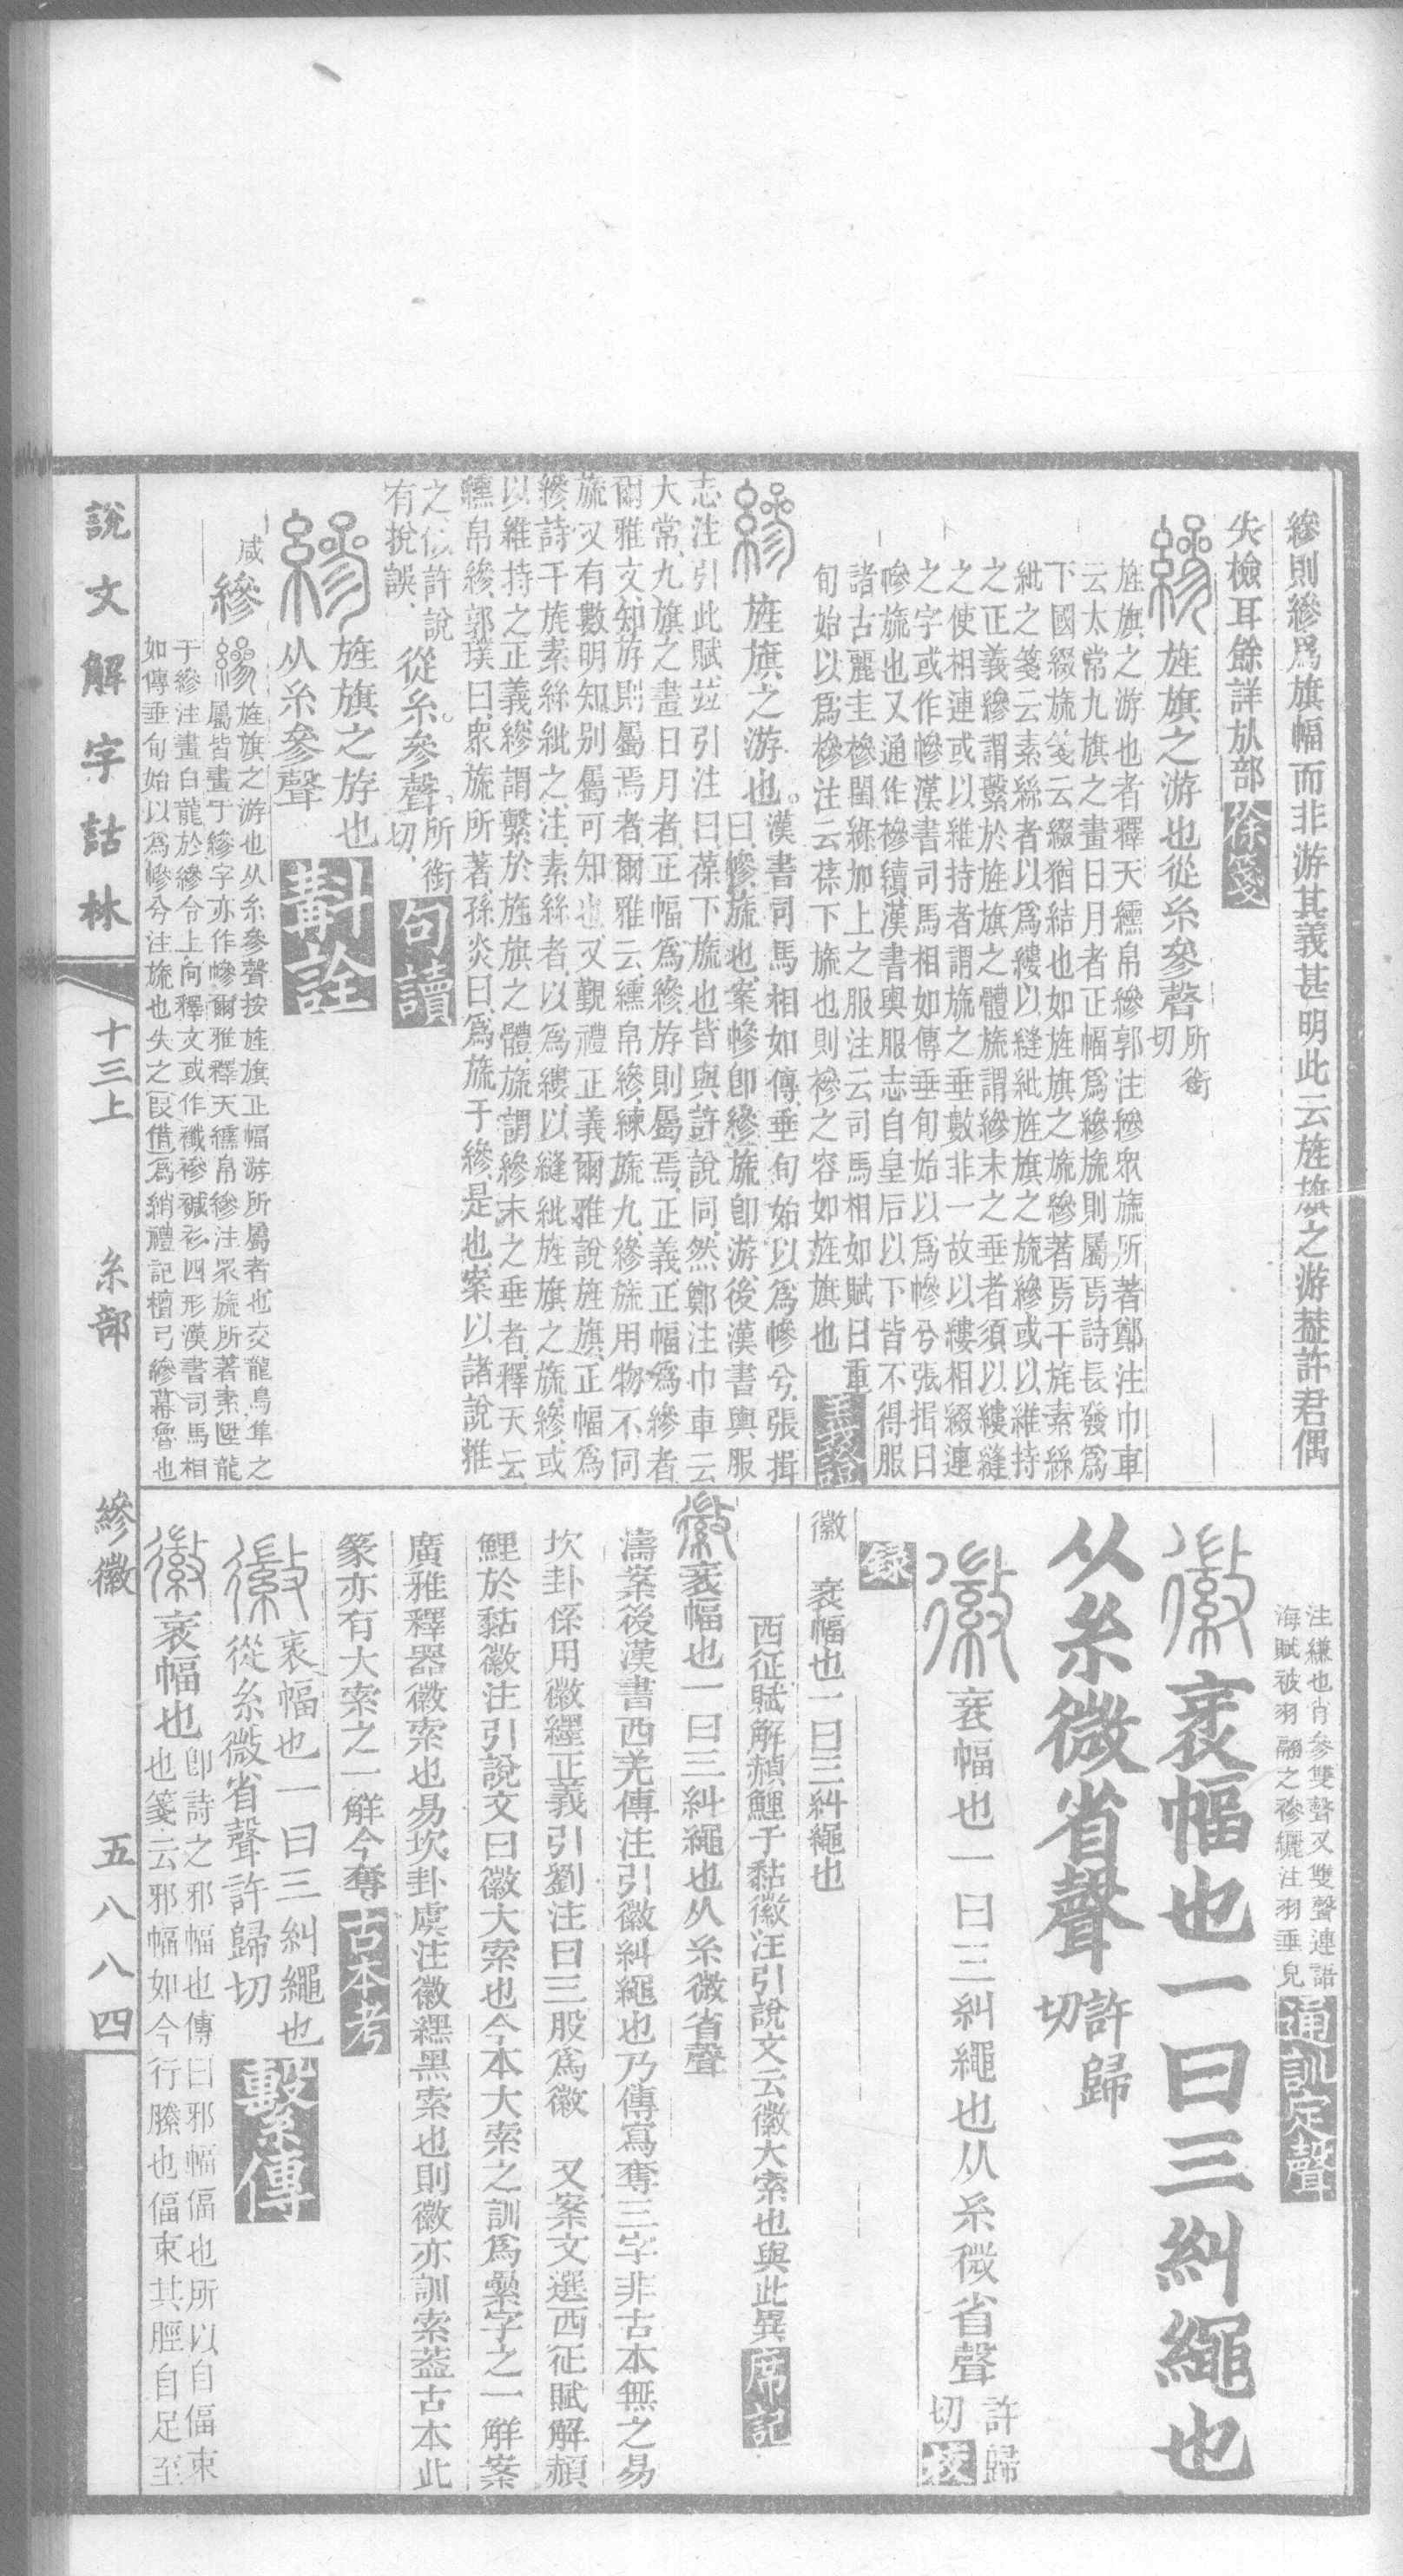 縿則縿爲旗幅而非游其義甚明此云旌旗之游葢許君偶
失檢耳餘詳㫃部徐箋
縿旌旗之游也從糸參聲所銜切
旌旗之游也者釋天纁帛縿郭注縿眾旒所著鄭注巾車
云太常九旗之畫日月者正幅爲縿旒則屬焉詩長發爲
下國綴旒箋云綴猶結也如旌旗之旒縿著焉干旄素絲
紕之箋云素絲者以爲縷以縫紕旌旗之旒縿或以維持
之正義縿謂繫於旌旗之體旒謂縿末之垂者須以縷縫
之使相連或以維持者謂旒之垂數非一故以縷相綴連
之字或作幓漢書司馬相如傳垂旬始以爲幓兮張揖曰
幓旒也又通作襂續漢書輿服志自皇后以下皆不得服
諸古麗圭襂閨緣加上之服注云司馬相如賦曰垂
旬始以爲襂注云葆下旒也則襂之容如旌旗也義證
縿旌旗之游也。漢書司馬相如傳垂旬始以爲幓兮張揖
曰幓旒也案幓卽縿旒卽游後漢書輿服
志注引此賦玆引注曰葆下旒也皆與許說同然鄭注巾車云
大常九旗之畫日月者正幅爲縿斿則屬焉正義正幅爲縿者
爾雅文知斿則屬焉者爾雅云纁帛縿練旒九縿旒用物不同
旒又有數明知别屬可知也又覲禮正義爾雅說旌旗正幅爲
縿詩干旄素絲紕之注素絲者以爲縷以縫紕旌旗之旒縿或
以維持之正義縿謂繫於旌旗之體旒謂縿末之垂者釋天云
纁帛縿郭璞曰眾旒所著孫炎曰爲旒于縿是也案以諸說推
之似許說有挩誤從糸。參聲所銜切句讀
縿旌旗之斿也从糸參聲斠詮
咸縿縿旌旗之游也从糸參聲按旌旗正幅游所屬者也交龍鳥隼之
屬皆畫于縿字亦作幓爾雅釋天纁帛縿注眾旒所著素陞龍
于縿注畫白龍於縿令上向釋文或作襳襂𧝓衫四形漢書司馬相
如傳垂旬始以爲幓兮注旒也失之叚借爲綃禮記檀弓縿幕魯也
注縑也肖參雙聲又雙聲連語
海賦被羽翮之襂纚注羽垂皃通訓定聲
徽衺幅也一曰三糾繩也
从糸微省聲許歸切
徽衺幅也一曰三糾繩也从糸微省聲許歸切校
錄
徽 衺幅也一曰三糾繩也
西征賦解赬鯉于黏徽注引說文云徽大索也與此異席記
徽衺幅也一曰三糾繩也从糸微省聲
濤案後漢書西羌傳注引徽糾繩也乃傳寫奪三字非古本無之易
坎卦係用徽纆正義引劉注曰三股爲徽 又案文選西征賦解赬
鯉於黏徽注引說文曰徽大索也今本大索之訓爲纍字之一解案
廣雅釋器徽索也易坎卦虞注徽纆黑索也則徽亦訓索葢古本此
篆亦有大索之一解今奪古本考
徽衺幅也一曰三糾繩也
從糸微省聲許歸切繫傳
徽衺幅也卽詩之邪幅也傳曰邪幅偪也所以自偪束
也箋云邪幅如今行縢也偪束其脛自足至
說文解字詁林 十三上 糸部 縿徽 五八八四